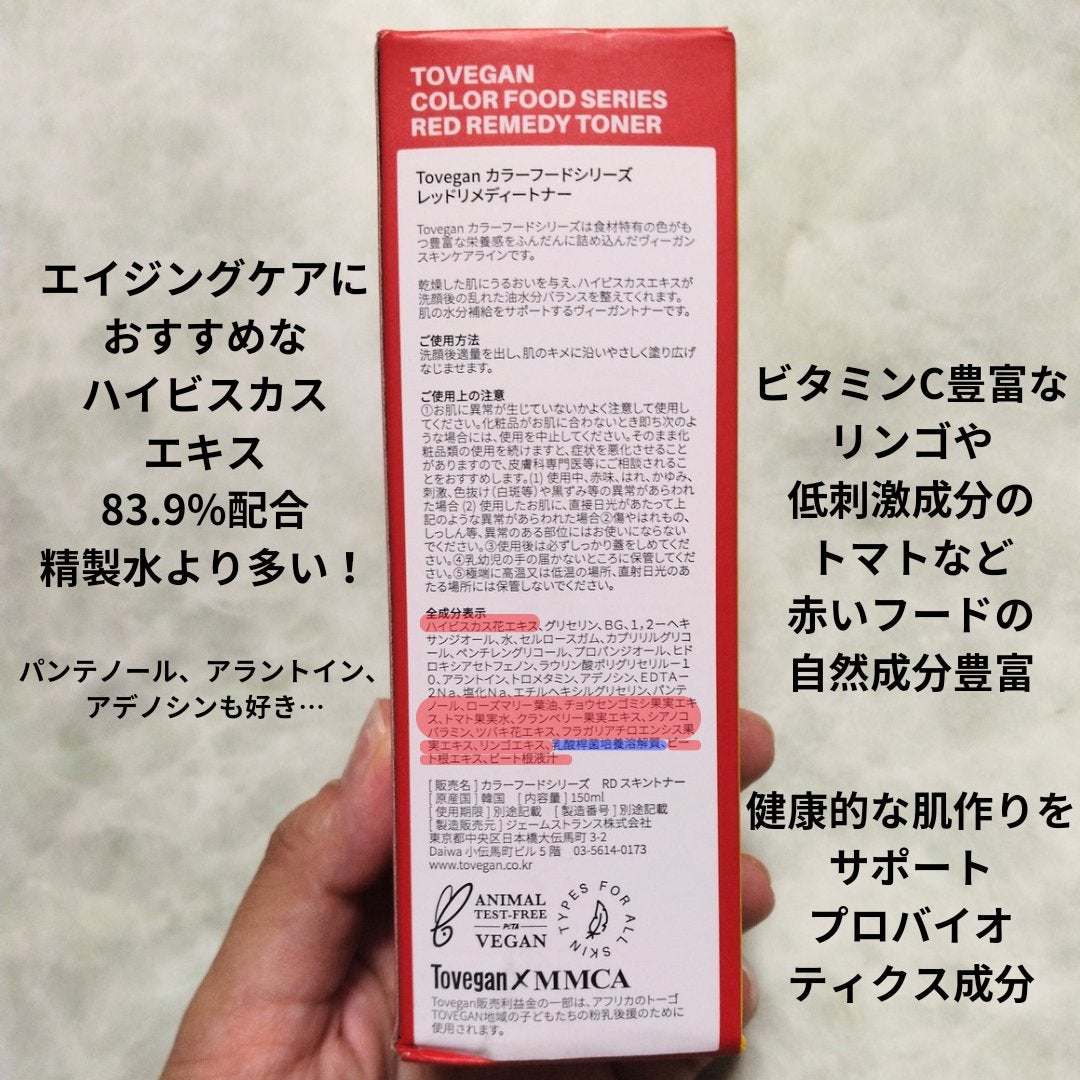 TOVEGAN
COLOR FOOD SERIES
RED REMEDY TONER
Tovegan カラーフードシリーズ
レッドリメディートナー
Tovegan カラーフードシリーズは食材特有の色がも
つ豊富な栄養感をふんだんに詰め込んだヴィーガン
スキンケアラインです。
乾燥した肌にうるおいを与え、ハイビスカスエキスが
洗顔後の乱れた油水分バランスを整えてくれます。
肌の水分補給をサポートするヴィーガントナーです。
ご使用方法
洗顔後適量を出し、肌のキメに沿いやさしく塗り広げ
なじませます。
ご使用上の注意
①お肌に異常が生じていないかよく注意して使用し
てください。化粧品がお肌に合わないとき即ち次のよ
うな場合には、使用を中止してください。そのまま化
粧品類の使用を続けますと、症状を悪化させること
がありますので、皮膚科専門医等にご相談されるこ
とをおすすめします。(1) 使用中、赤味、はれ、かゆみ、
刺激、色抜け(白斑等)や黒ずみ等の異常があらわれ
た場合 (2) 使用したお肌に、直接日光があたって上
記のような異常があらわれた場合②傷やはれもの、
しっしん等、異常のある部位にはお使いにならない
でください。③使用後は必ずしっかり蓋をしめてくだ
さい。④乳幼児の手の届かないところに保管してくだ
さい。⑤極端に高温又は低温の場所、直射日光のあ
たる場所には保管しないでください。
全成分表示
ハイビスカス花エキス、グリセリン、BG、1,2ーヘキ
サンジオール、水、セルロースガム、カプリリルグリコ
ール、ペンチレングリコール、プロパンジオール、ヒド
ロキシアセトフェノン、ラウリン酸ポリグリセリル－1
0、アラントイン、トロメタミン、アデノシン、EDTA－
2Na、塩化Na、エチルヘキシルグリセリン、パンテ
ノール、ローズマリー葉油、チョウセンゴミシ果実エキ
ス、トマト果実水、クランベリー果実エキス、シアノコ
バラミン、ツバキ花エキス、フラガリアチロエンシス果
実エキス、リンゴエキス、乳酸桿菌培養溶解質、ビー
ト根エキス、ビート根液汁
[ 販売名 ] カラーフードシリーズ RD スキントナー
[ 原産国 ] 韓国 [ 内容量 ] 150ml
[ 使用期限 ] 別途記載 [ 製造番号 ] 別途記載
[ 製造販売元 ] ジェームストランス株式会社
東京都中央区日本橋大伝馬町 3-2
Daiwa 小伝馬町ビル 5 階 03-5614-0173
www.tovegan.co.kr
ANIMAL
TEST-FREE
PETA
VEGAN
TYPES FOR ALL SKIN
Tovegan×MMCA
Tovegan販売利益金の一部は、アフリカのトーゴ
TOVEGAN地域の子どもたちの粉乳後援のために
使用されます。
エイジングケアに
おすすめな
ハイビスカス
エキス
83.9%配合
精製水より多い！
パンテノール、アラントイン、
アデノシンも好き…
ビタミンC豊富な
リンゴや
低刺激成分の
トマトなど
赤いフードの
自然成分豊富
健康的な肌作りを
サポート
プロバイオ
ティクス成分